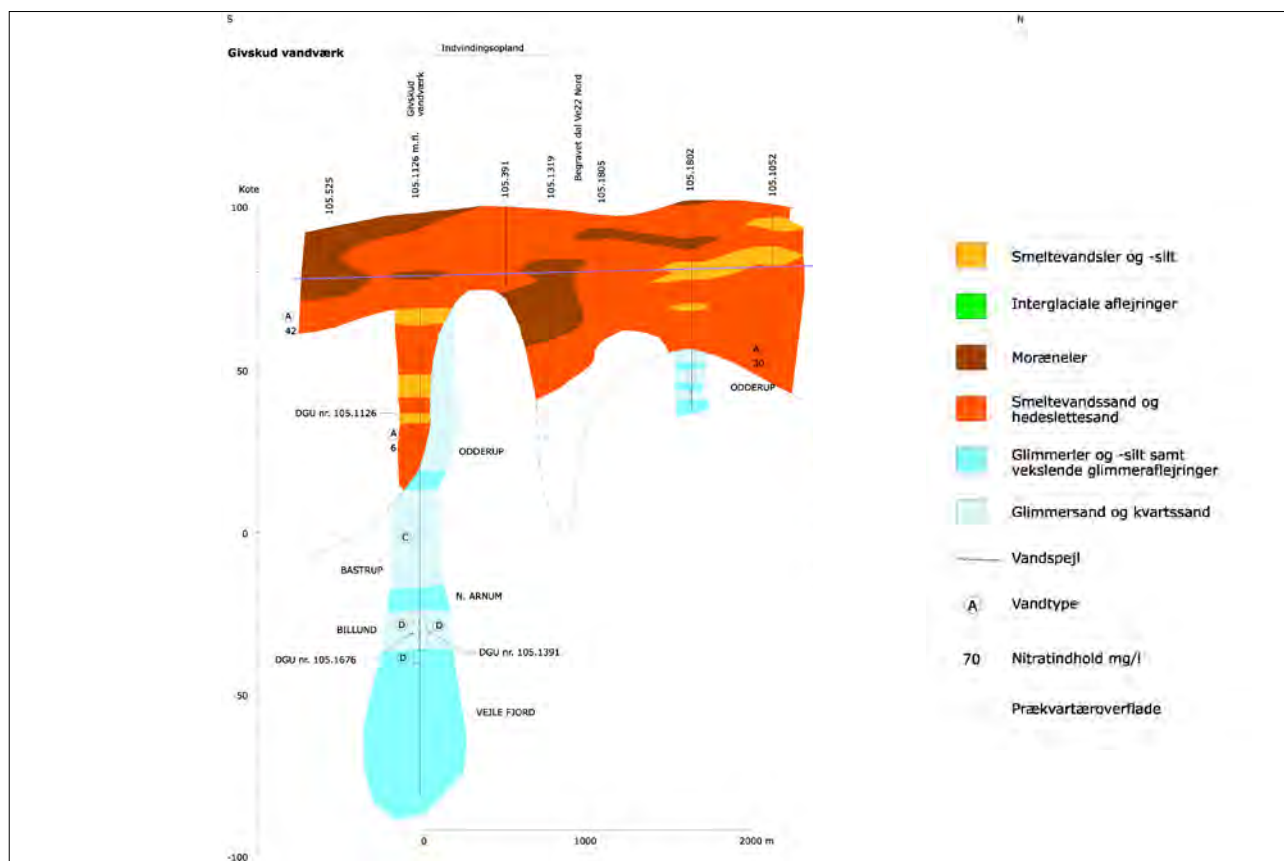 S
N
Givskud vandværk
Indvindingsopland
Givskud
vandværk
Begravet dal Ve22 Nord
105.525
105.1126 m.fl.
105.391
105.1319
105.1805
105.1802
105.1052
Kote
100
50
0
-50
-100
A
42
DGU nr. 105.1126
A
6
ODDERUP
A
30
ODDERUP
C
BASTRUP
N. ARNUM
BILLUND
D
D
DGU nr. 105.1676
D
DGU nr. 105.1391
VEJLE FJORD
0
1000
2000 m
Smeltevandsler og -silt
Interglaciale aflejringer
Moræneler
Smeltevandssand og
hedeslettesand
Glimmerler og -silt samt
vekslende glimmeraflejringer
Glimmersand og kvartssand
Vandspejl
A
Vandtype
70
Nitratindhold mg/l
Prækvartæroverflade